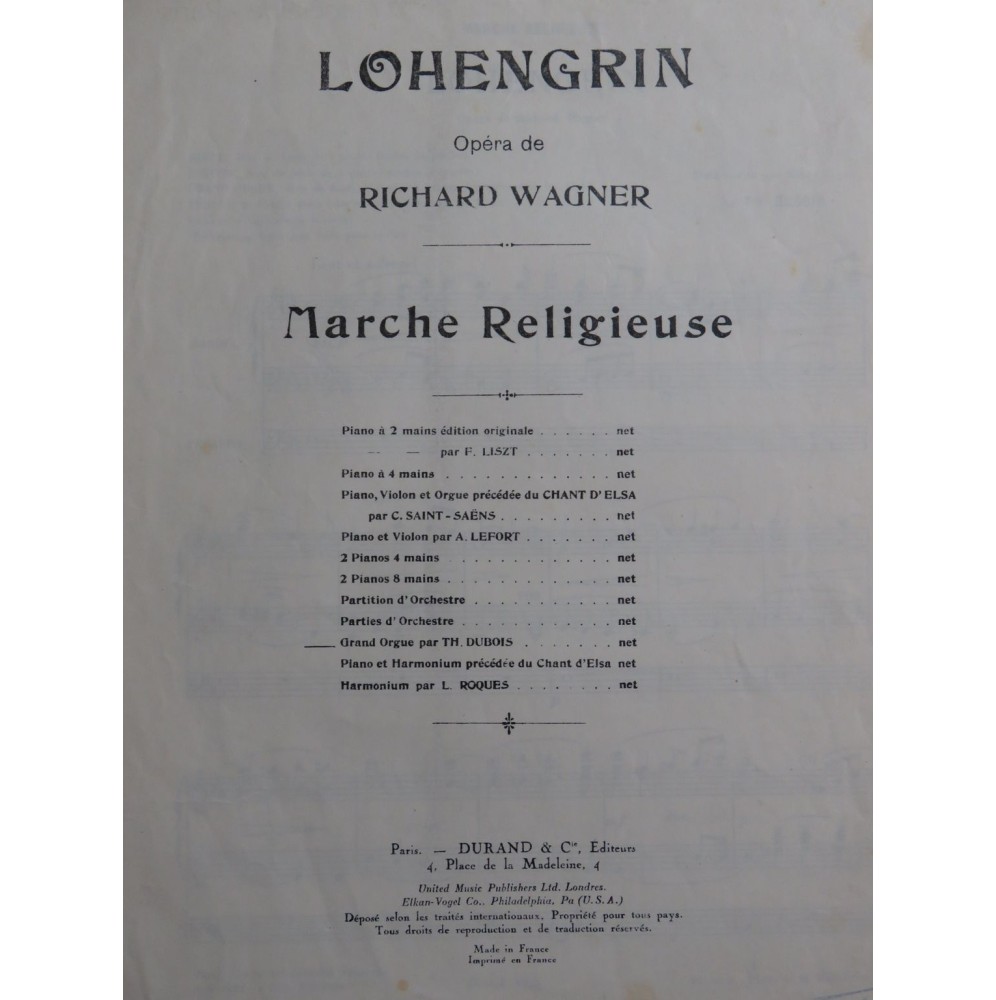 LOHENGRIN
Opéra de
RICHARD WAGNER
Marche Religieuse
Piano à 2 mains édition originale . . . . . . net
-- — par F. LISZT . . . . . . . net
Piano à 4 mains . . . . . . . . . . . . . net
Piano, Violon et Orgue précédée du CHANT D'ELSA
par C. SAINT-SAËNS . . . . . . . . . net
Piano et Violon par A. LEFORT . . . . . . . net
2 Pianos 4 mains . . . . . . . . . . . . . net
2 Pianos 8 mains . . . . . . . . . . . . . net
Partition d'Orchestre . . . . . . . . . . . net
Parties d'Orchestre . . . . . . . . . . . . net
Grand Orgue par TH. DUBOIS . . . . . . . net
Piano et Harmonium précédée du Chant d'Elsa net
Harmonium par L. ROQUES . . . . . . . . net
Paris. — DURAND & Cie, Editeurs
4, Place de la Madeleine, 4
United Music Publishers Ltd. Londres.
Elkan-Vogel Co., Philadelphia, Pa (U.S.A.)
Déposé selon les traités internationaux. Propriété pour tous pays.
Tous droits de reproduction et de traduction réservés.
Made in France
Imprimé en France